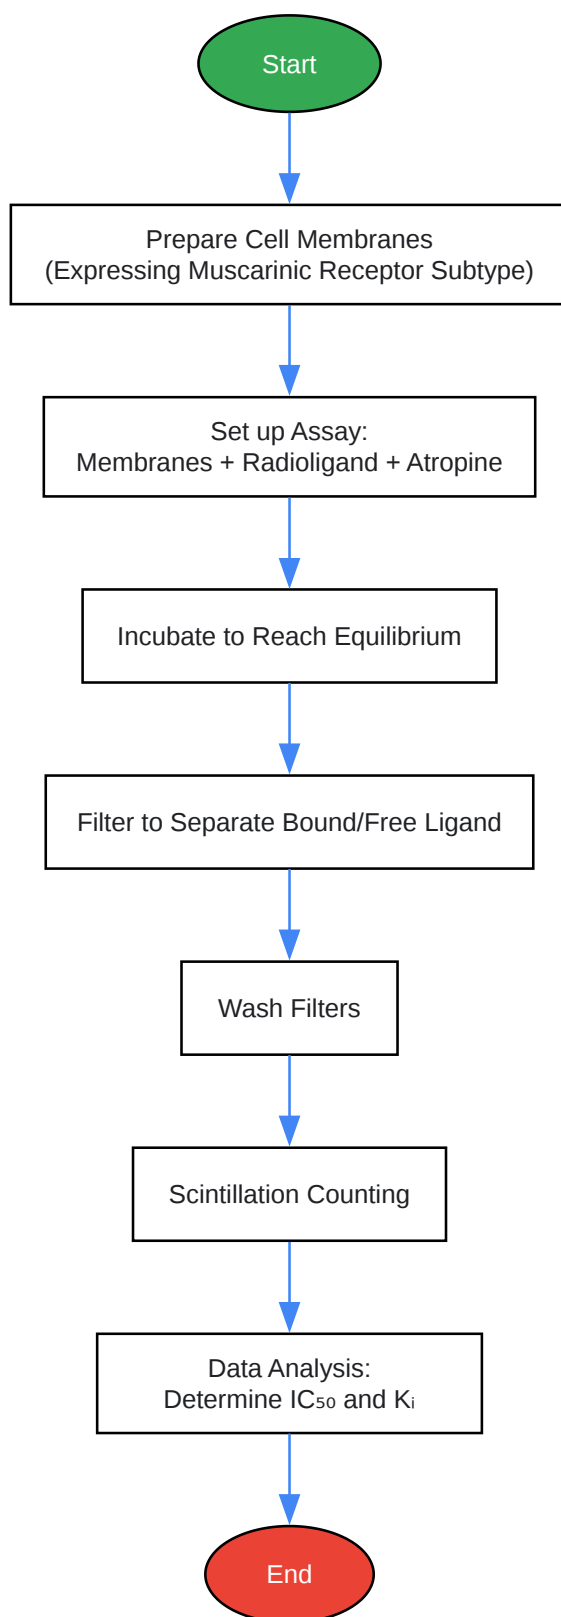 Start
Prepare Cell Membranes
(Expressing Muscarinic Receptor Subtype)
Set up Assay:
Membranes + Radioligand + Atropine
Incubate to Reach Equilibrium
Filter to Separate Bound/Free Ligand
Wash Filters
Scintillation Counting
Data Analysis:
Determine IC₅₀ and Kᵢ
End